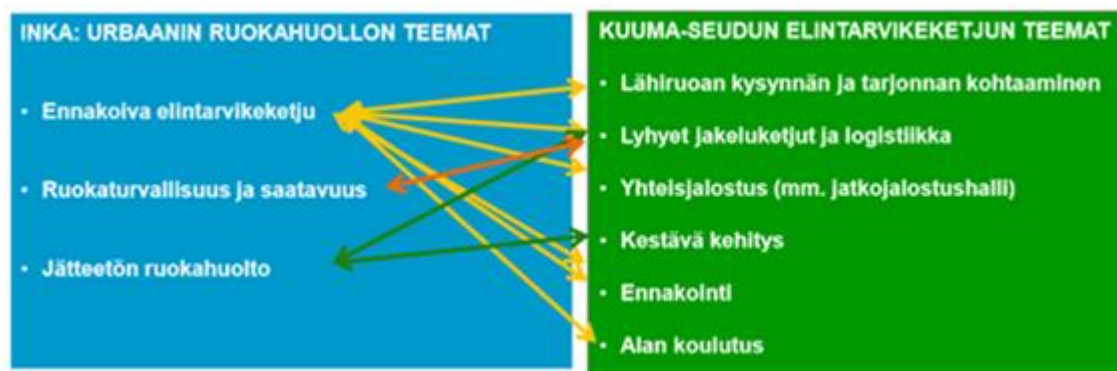 INKA: URBAANIN RUOKAHUOLLON TEEMAT
• Ennakoiva elintarvikeketju
• Ruokaturvallisuus ja saatavuus
• Jätteetön ruokahuolto
KUUMA-SEUDUN ELINTARVIKEKETJUN TEEMAT
• Lähiruoan kysynnän ja tarjonnan kohtaaminen
• Lyhyet jakeluketjut ja logistiikka
• Yhteisjalostus (mm. jatkojalostushalli)
• Kestävä kehitys
• Ennakointi
• Alan koulutus